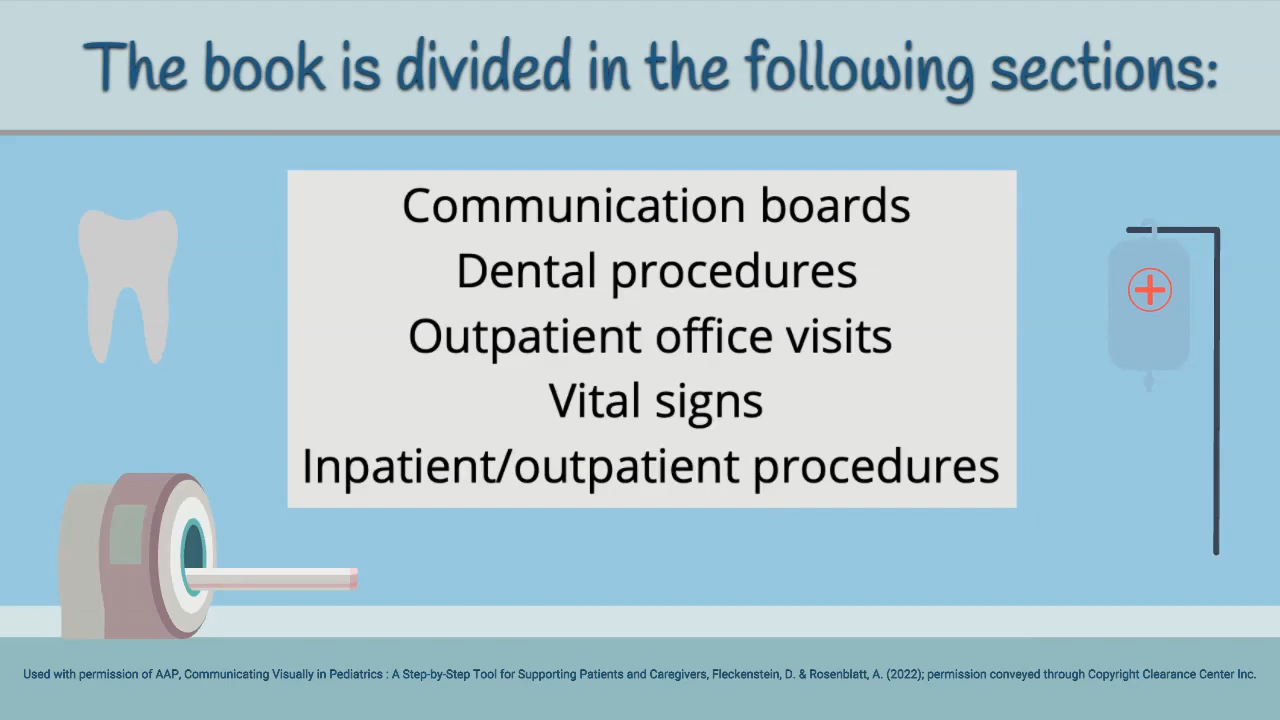 The book is divided in the following sections:
Communication boards
Dental procedures
Outpatient office visits
Vital signs
Inpatient/outpatient procedures
Used with permission of AAP, Communicating Visually in Pediatrics : A Step-by-Step Tool for Supporting Patients and Caregivers, Fleckenstein, D. & Rosenblatt, A. (2022); permission conveyed through Copyright Clearance Center Inc.